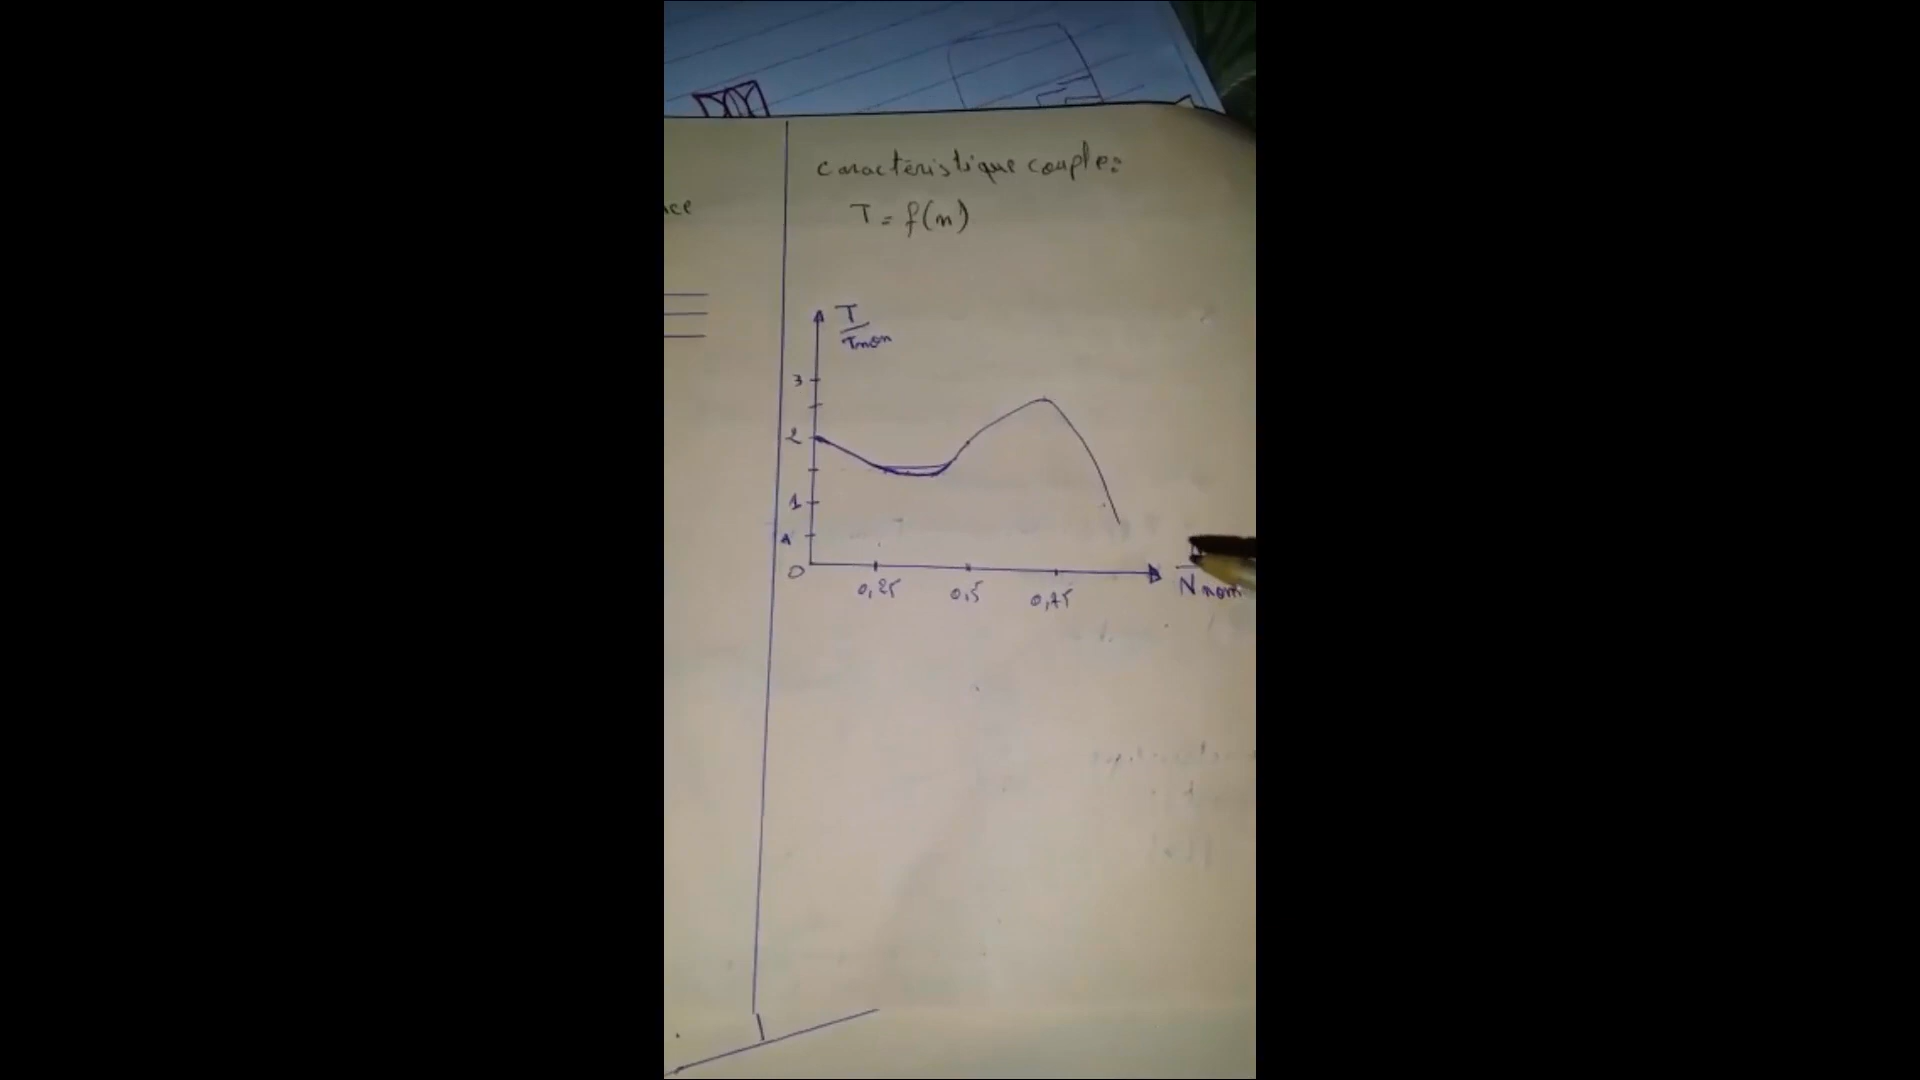 caractéristique couple:
T = f(n)
T
Tnom
3
2
1
0
0,25
0,5
0,75
Nnom